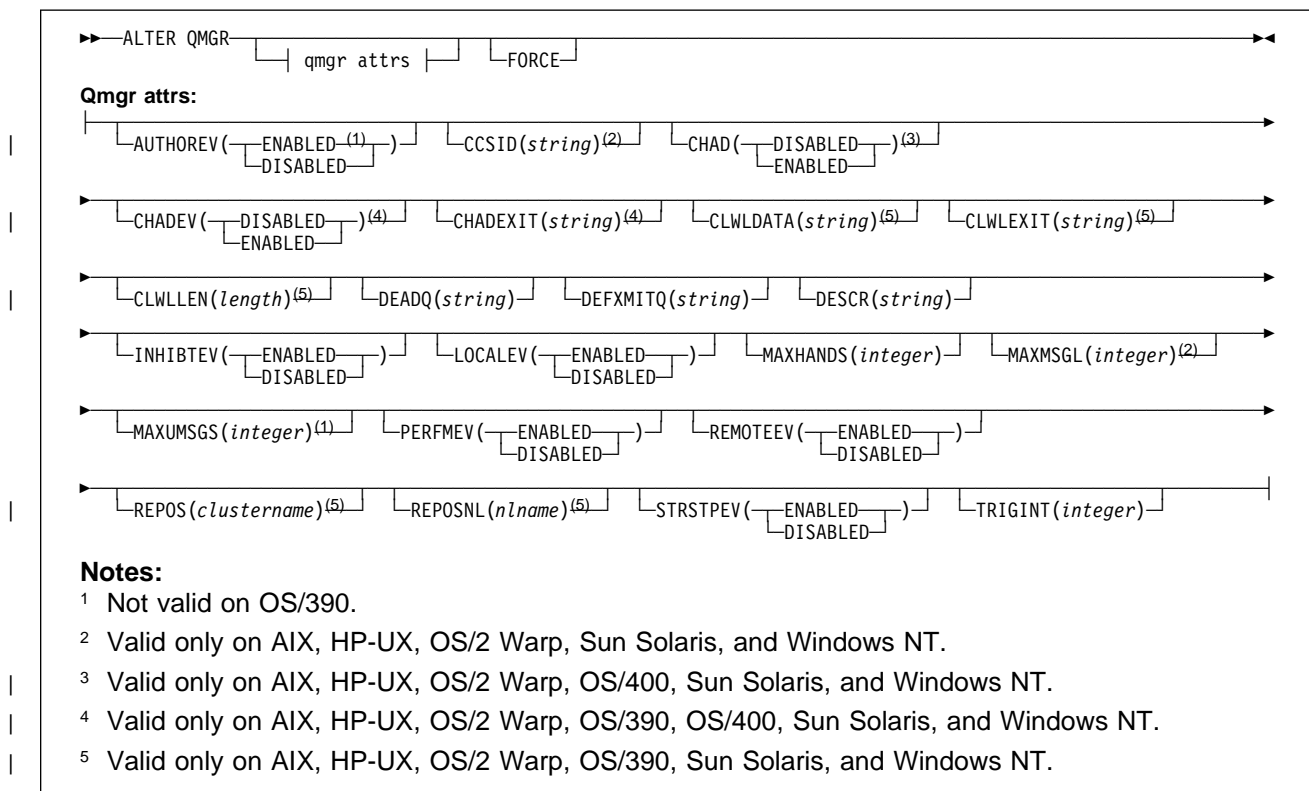 ALTER QMGR
qmgr attrs FORCE
Qmgr attrs:
AUTHOREV( ENABLED (1) ) CCSID(string) (2) CHAD( DISABLED ) (3)
DISABLED ENABLED
CHADEV( DISABLED ) (4) CHADEXIT(string) (4) CLWLDATA(string) (5) CLWLEXIT(string) (5)
ENABLED
CLWLLEN(length) (5) DEADQ(string) DEFXMITQ(string) DESCR(string)
INHIBTEV( ENABLED ) LOCALEV( ENABLED ) MAXHANDS(integer) MAXMSGL(integer) (2)
DISABLED DISABLED
MAXUMSGS(integer) (1) PERFMEV( ENABLED ) REMOTEEV( ENABLED )
DISABLED DISABLED
REPOS(clustername) (5) REPOSNL(nlname) (5) STRSTPEV( ENABLED ) TRIGINT(integer)
DISABLED
Notes:
1 Not valid on OS/390.
2 Valid only on AIX, HP-UX, OS/2 Warp, Sun Solaris, and Windows NT.
3 Valid only on AIX, HP-UX, OS/2 Warp, OS/400, Sun Solaris, and Windows NT.
4 Valid only on AIX, HP-UX, OS/2 Warp, OS/390, OS/400, Sun Solaris, and Windows NT.
5 Valid only on AIX, HP-UX, OS/2 Warp, OS/390, Sun Solaris, and Windows NT.